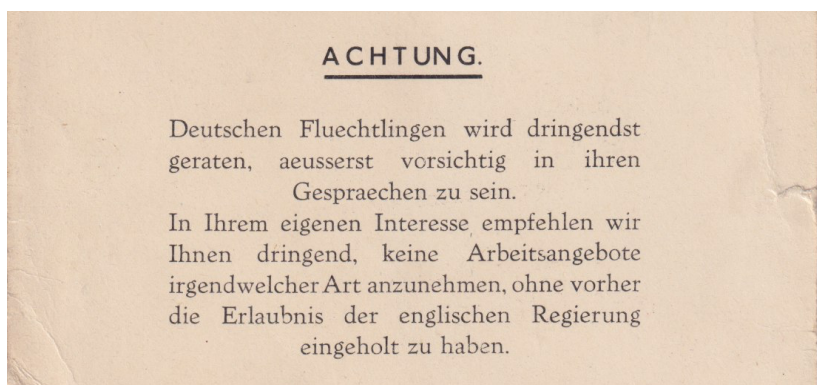 ACHTUNG.
Deutschen Fluechtlingen wird dringendst
geraten, aeusserst vorsichtig in ihren
Gespraechen zu sein.
In Ihrem eigenen Interesse empfehlen wir
Ihnen dringend, keine Arbeitsangebote
irgendwelcher Art anzunehmen, ohne vorher
die Erlaubnis der englischen Regierung
eingeholt zu haben.